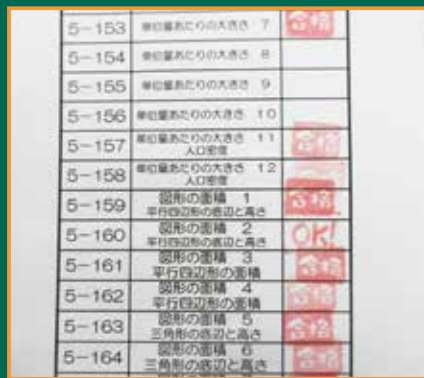 5-153 単位量あたりの大きさ 7 合格
5-154 単位量あたりの大きさ 8
5-155 単位量あたりの大きさ 9
5-156 単位量あたりの大きさ 10
5-157 単位量あたりの大きさ 11 合格
人口密度
5-158 単位量あたりの大きさ 12
人口密度
5-159 図形の面積 1 合格
平行四辺形の底辺と高さ
5-160 図形の面積 2 OK!
平行四辺形の底辺と高さ
5-161 図形の面積 3 合格
平行四辺形の面積
5-162 図形の面積 4 合格
平行四辺形の面積
5-163 図形の面積 5 合格
三角形の底辺と高さ
5-164 図形の面積 6 合格
三角形の底辺と高さ